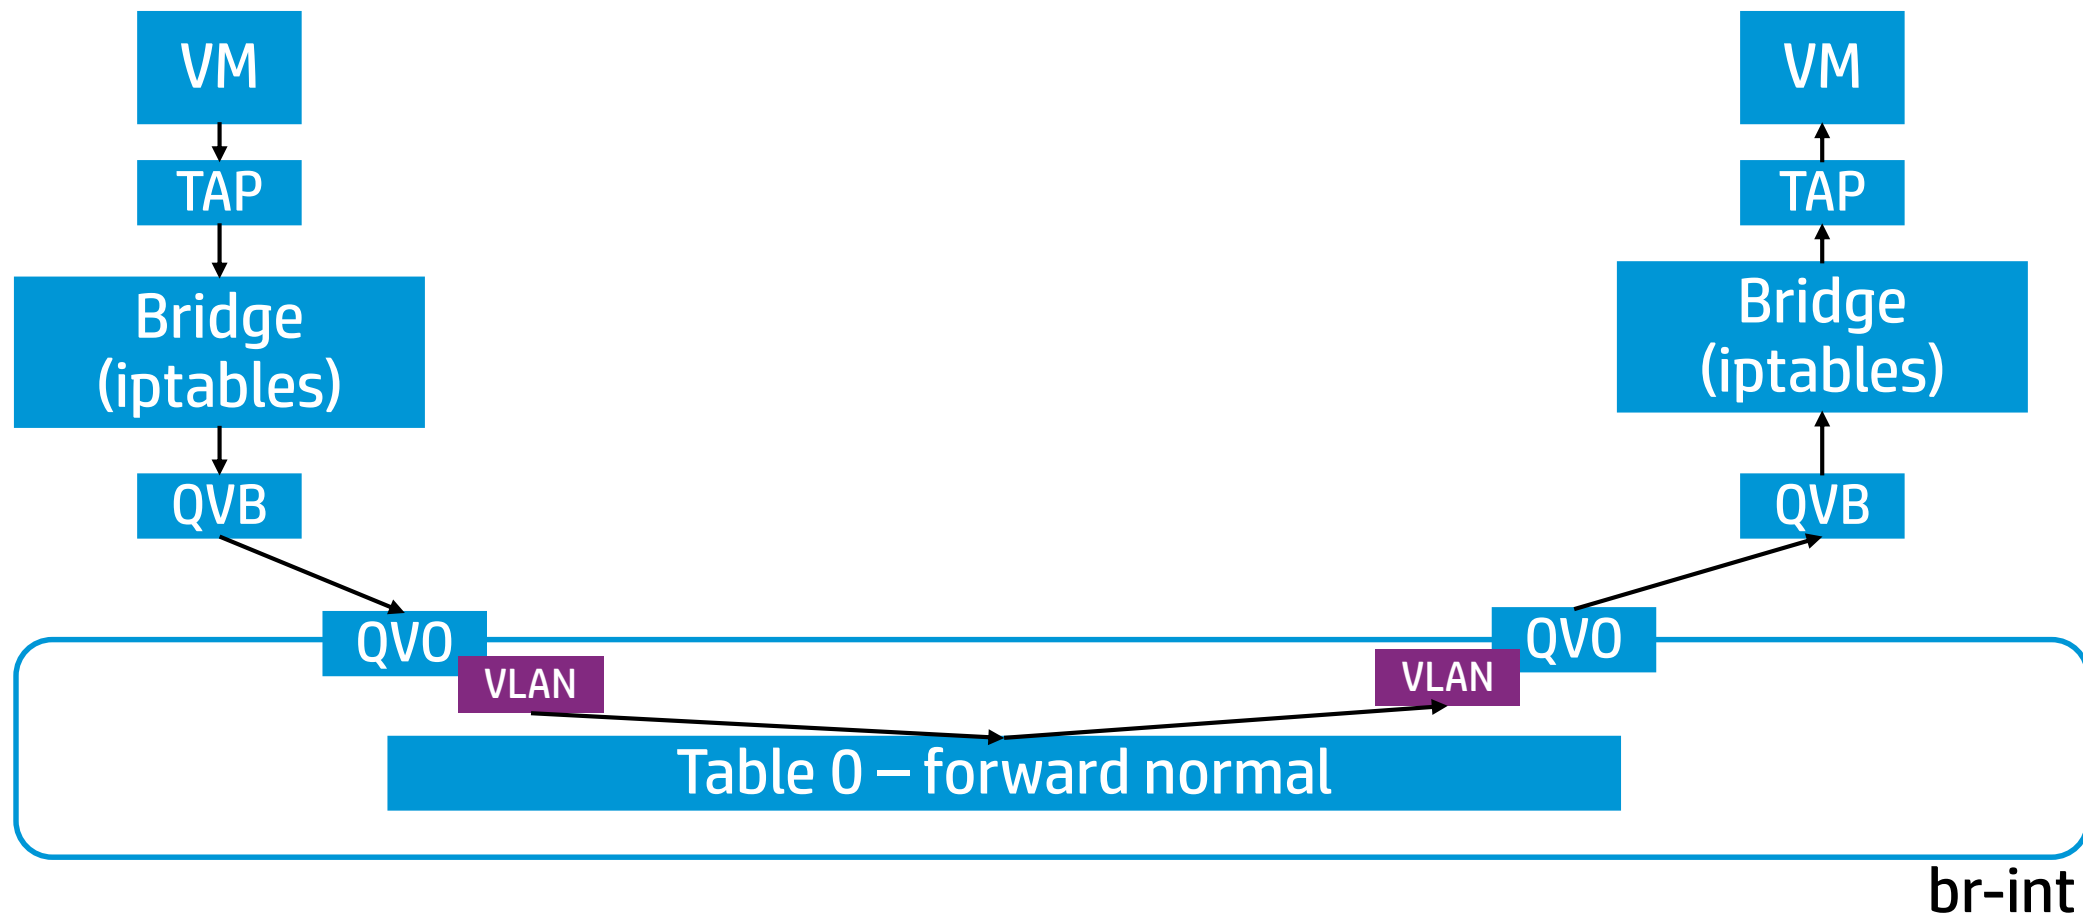 VM
VM
TAP
TAP
Bridge
(iptables)
Bridge
(iptables)
QVB
QVB
QVO
QVO
VLAN
VLAN
Table 0 – forward normal
br-int